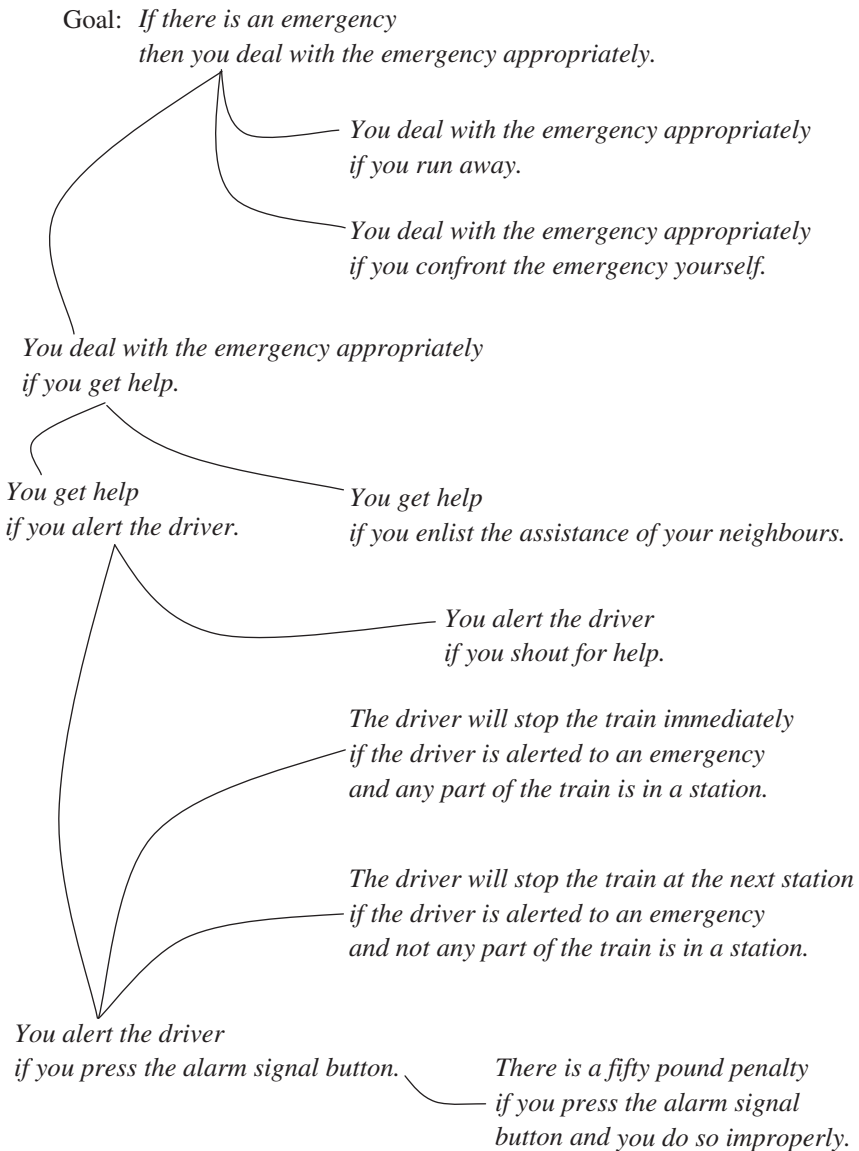 Goal: If there is an emergency
then you deal with the emergency appropriately.
You deal with the emergency appropriately
if you run away.
You deal with the emergency appropriately
if you confront the emergency yourself.
You deal with the emergency appropriately
if you get help.
You get help
if you alert the driver.
You get help
if you enlist the assistance of your neighbours.
You alert the driver
if you shout for help.
The driver will stop the train immediately
if the driver is alerted to an emergency
and any part of the train is in a station.
The driver will stop the train at the next station
if the driver is alerted to an emergency
and not any part of the train is in a station.
You alert the driver
if you press the alarm signal button.
There is a fifty pound penalty
if you press the alarm signal
button and you do so improperly.